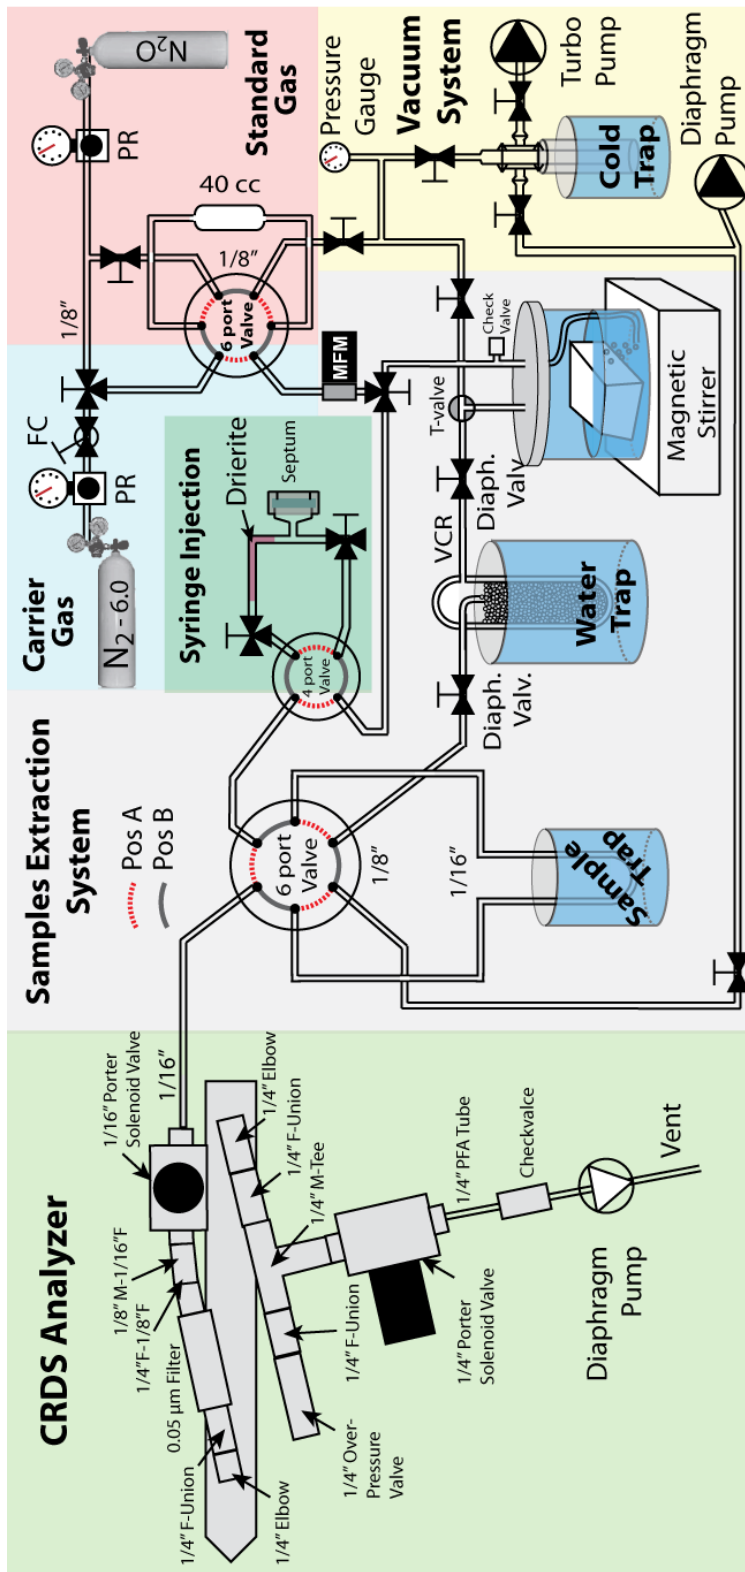 CRDS Analyzer
1/16" Porter
Solenoid Valve
1/16"
1/8" M-1/16"F
1/4"F-1/8"F
0.05 µm Filter
1/4" F-Union
1/4" Elbow
1/4" Elbow
1/4" F-Union
1/4" M-Tee
1/4" F-Union
1/4" Over-
Pressure
Valve
1/4" Porter
Solenoid Valve
1/4" PFA Tube
Checkvalce
Diaphragm
Pump
Vent
Samples Extraction
System
Pos A
Pos B
6 port
Valve
1/8"
1/16"
Sample
Trap
Diaph. Valv.
Water
Trap
VCR
Diaph.
Valv.
T-valve
Check
Valve
Magnetic
Stirrer
MFM
Syringe Injection
Drierite
Septum
4 port
Valve
Carrier
Gas
N2 - 6.0
PR
FC
1/8"
Standard
Gas
N2O
PR
40 cc
1/8"
6 port
Valve
Vacuum
System
Pressure
Gauge
Turbo
Pump
Cold
Trap
Diaphragm
Pump